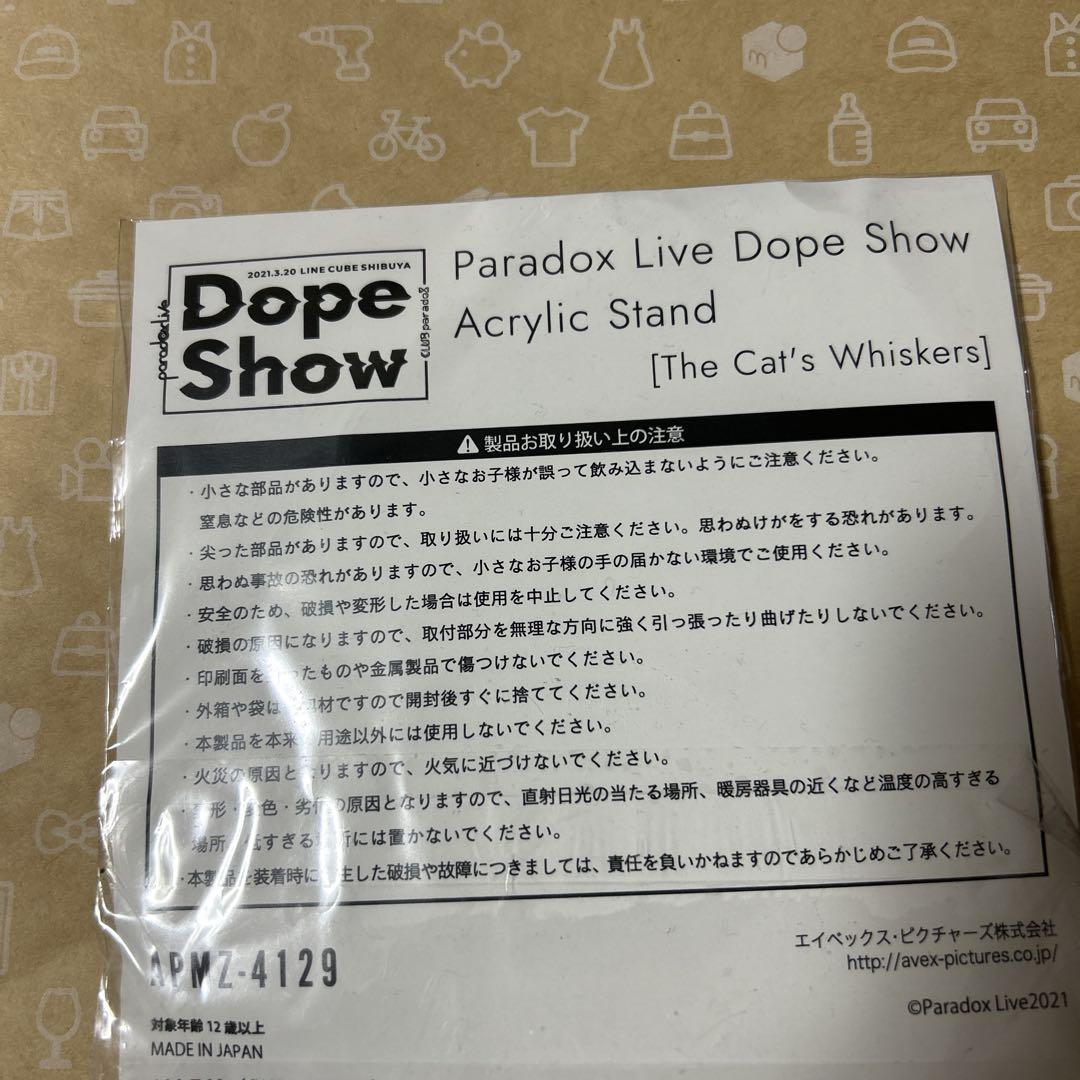 2021.3.20 LINE CUBE SHIBUYA
Dope
Show
paradoxlive
CLUB paradox
Paradox Live Dope Show
Acrylic Stand
[The Cat's Whiskers]
⚠ 製品お取り扱い上の注意
・小さな部品がありますので、小さなお子様が誤って飲み込まないようにご注意ください。
窒息などの危険性があります。
・尖った部品がありますので、取り扱いには十分ご注意ください。思わぬけがをする恐れがあります。
・思わぬ事故の恐れがありますので、小さなお子様の手の届かない環境でご使用ください。
・安全のため、破損や変形した場合は使用を中止してください。
・破損の原因になりますので、取付部分を無理な方向に強く引っ張ったり曲げたりしないでください。
・印刷面を ったものや金属製品で傷つけないでください。
・外箱や袋は 材ですので開封後すぐに捨ててください。
・本製品を本来 用途以外には使用しないでください。
・火災の原因となりますので、火気に近づけないでください。
形・変色・劣化の原因となりますので、直射日光の当たる場所、暖房器具の近くなど温度の高すぎる
場所 低すぎる場所には置かないでください。
・本製品を装着時に 生した破損や故障につきましては、責任を負いかねますのであらかじめご了承ください。
APMZ-4129
エイベックス・ピクチャーズ株式会社
http://avex-pictures.co.jp/
©Paradox Live2021
対象年齢12歳以上
MADE IN JAPAN